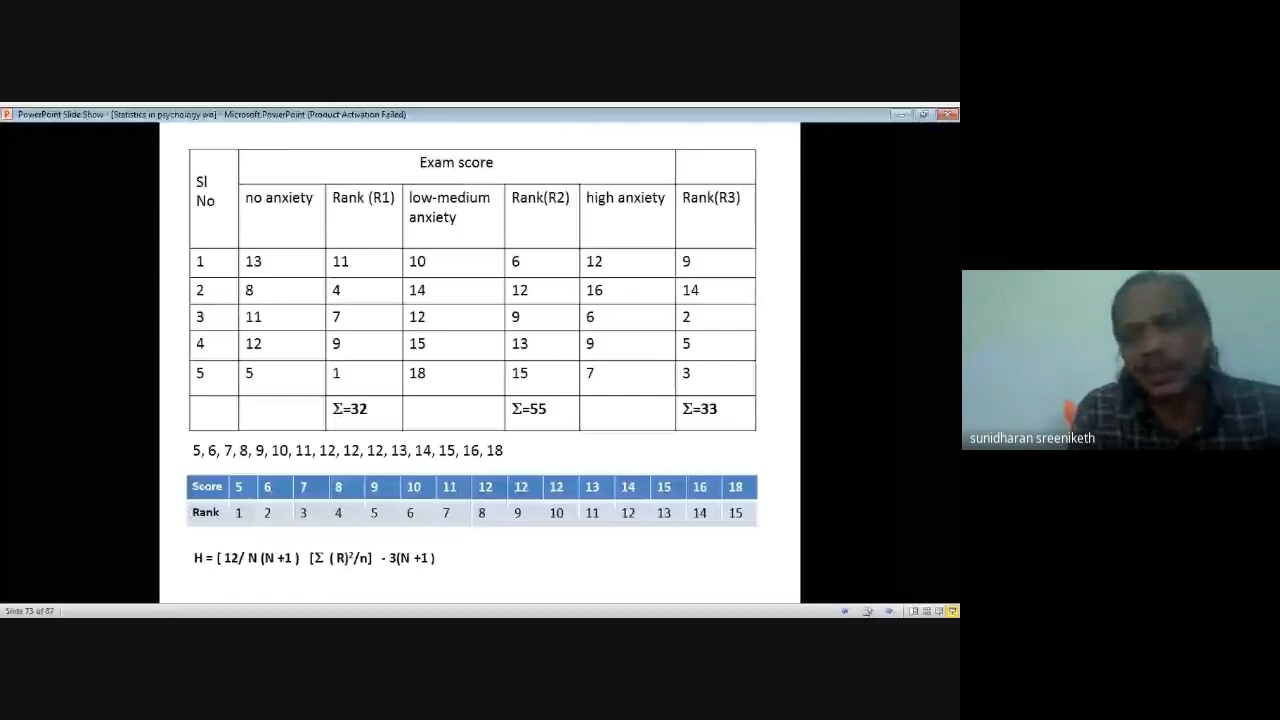 PowerPoint Slide Show - [Statistics in psychology wo] - Microsoft PowerPoint (Product Activation Failed)
Sl No
Exam score
no anxiety Rank (R1) low-medium anxiety Rank(R2) high anxiety Rank(R3)
1 13 11 10 6 12 9
2 8 4 14 12 16 14
3 11 7 12 9 6 2
4 12 9 15 13 9 5
5 5 1 18 15 7 3
Σ=32 Σ=55 Σ=33
5, 6, 7, 8, 9, 10, 11, 12, 12, 12, 13, 14, 15, 16, 18
Score 5 6 7 8 9 10 11 12 12 12 13 14 15 16 18
Rank 1 2 3 4 5 6 7 8 9 10 11 12 13 14 15
H = [ 12/ N (N +1 ) [Σ ( R)²/n] - 3(N +1 )
Slide 73 of 87
sunidharan sreeniketh